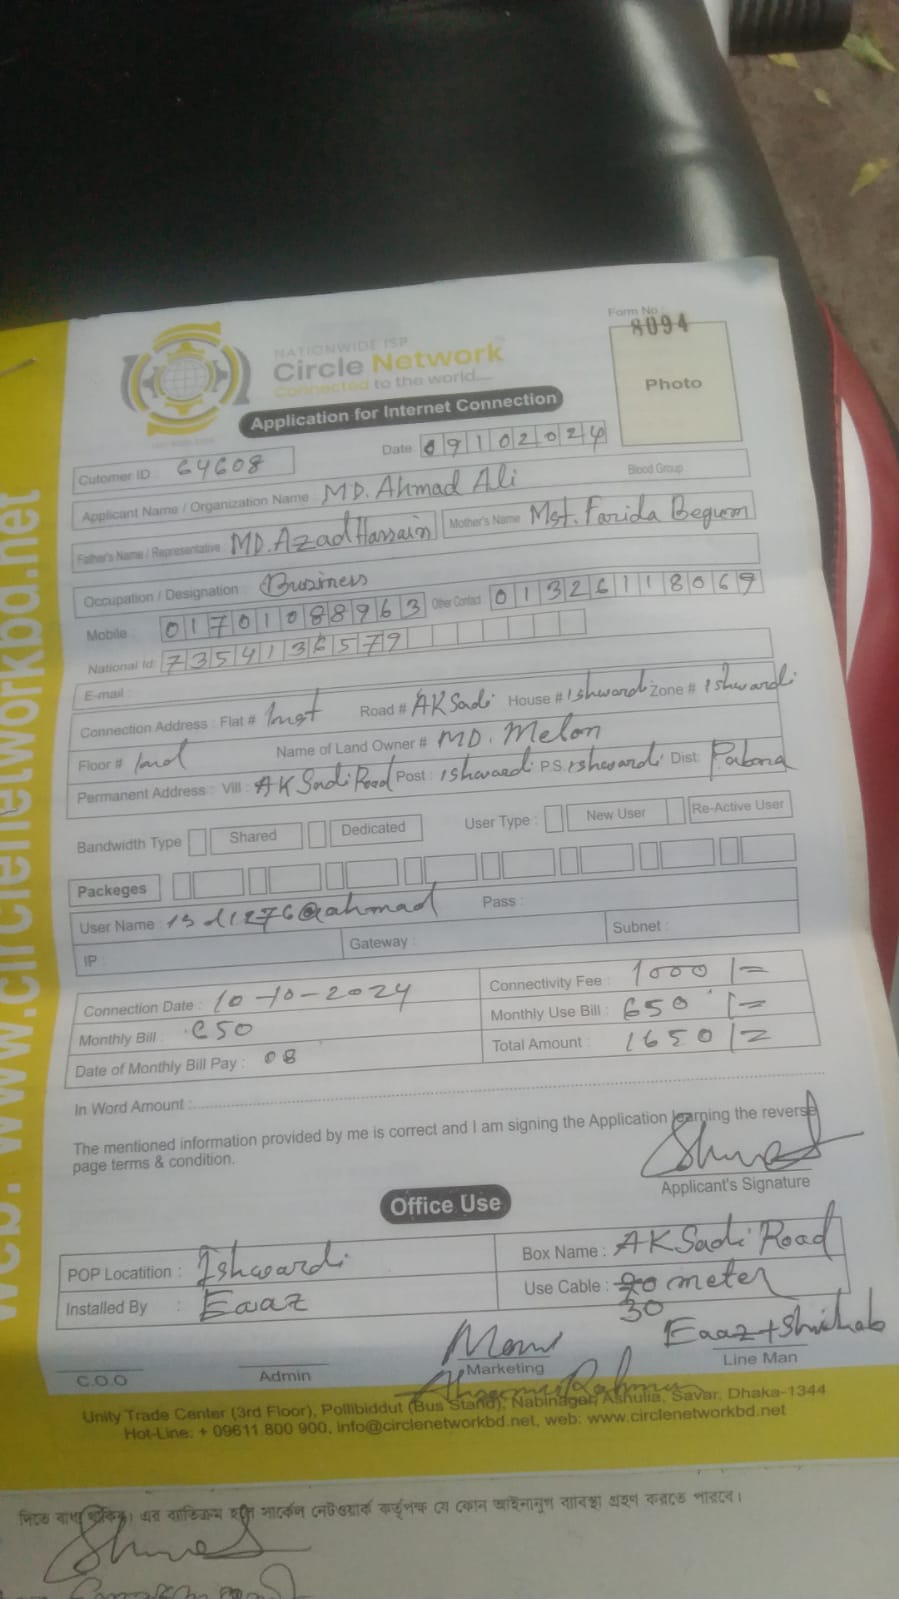 Form No :
8094
NATIONWIDE ISP
Circle Network
Connected to the world....
Photo
Application for Internet Connection
Date 09102024
Cutomer ID : 64608
Blood Group
Applicant Name / Organization Name : MD. Ahmad Ali
Father's Name / Representative MD. Azad Hassain Mother's Name Mst. Farida Begum
Occupation / Designation : Business
Mobile : 01701088963 Other Contact 01326118069
National Id: 7354136579
E-mail :
Connection Address : Flat # Road # AK Sadi House # Ishwardi Zone # Ishwardi
Floor # Name of Land Owner # MD. Melon
Permanent Address : Vill : AK Sadi Road Post : Ishwardi P.S. Ishwardi Dist: Pabna
Bandwidth Type Shared Dedicated User Type : New User Re-Active User
Packeges
User Name : Pass :
IP : Gateway : Subnet :
Connection Date : 10-10-2024 Connectivity Fee : 1000/=
Monthly Bill : 650 Monthly Use Bill : 650/=
Date of Monthly Bill Pay : 08 Total Amount : 1650/=
In Word Amount :
The mentioned information provided by me is correct and I am signing the Application learning the reverse
page terms & condition.
Applicant's Signature
Office Use
POP Locatition : Ishwardi Box Name : AK Sadi Road
Installed By : Eaaz Use Cable : meter
30
Eaaz + Shihab
C.O.O Admin Marketing Line Man
Unity Trade Center (3rd Floor), Pollibiddut (Bus Stand), Nabinager, Ashulia, Savar, Dhaka-1344
Hot-Line: + 09611 800 900, info@circlenetworkbd.net, web: www.circlenetworkbd.net
web: www.circlenetworkbd.net
দিতে বাধ্য থাকিব। এর ব্যতিক্রম হলে সার্কেল নেটওয়ার্ক কর্তৃপক্ষ যে কোন আইনানুগ ব্যবস্থা গ্রহণ করতে পারবে।